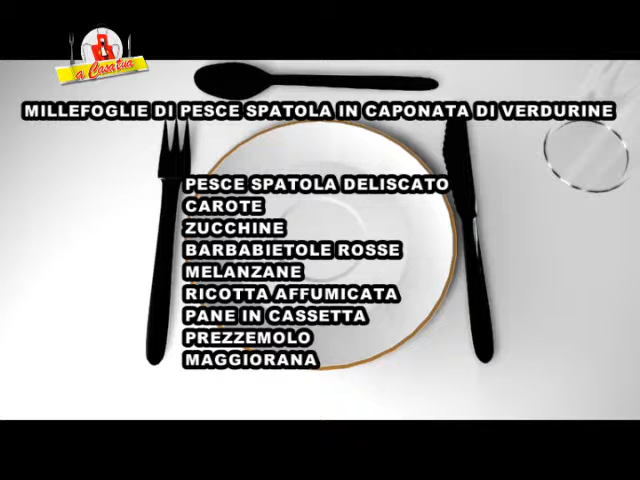 a Casa tua
MILLEFOGLIE DI PESCE SPATOLA IN CAPONATA DI VERDURINE
PESCE SPATOLA DELISCATO
CAROTE
ZUCCHINE
BARBABIETOLE ROSSE
MELANZANE
RICOTTA AFFUMICATA
PANE IN CASSETTA
PREZZEMOLO
MAGGIORANA